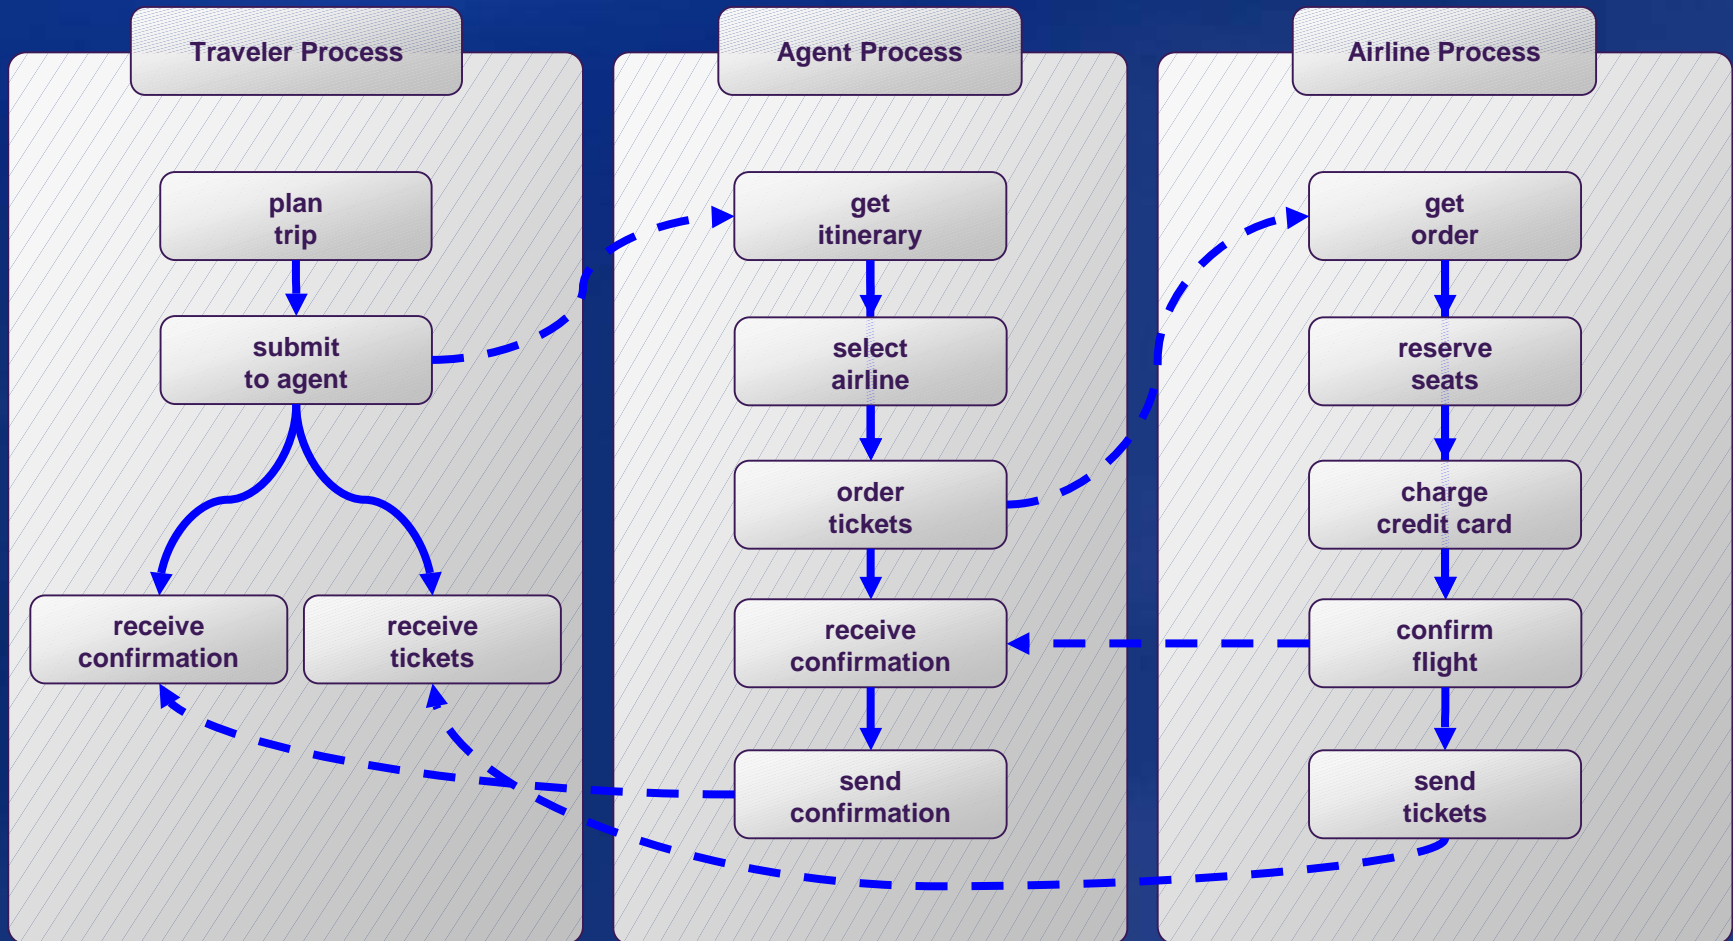 Traveler Process
plan
trip
submit
to agent
receive
confirmation
receive
tickets
Agent Process
get
itinerary
select
airline
order
tickets
receive
confirmation
send
confirmation
Airline Process
get
order
reserve
seats
charge
credit card
confirm
flight
send
tickets